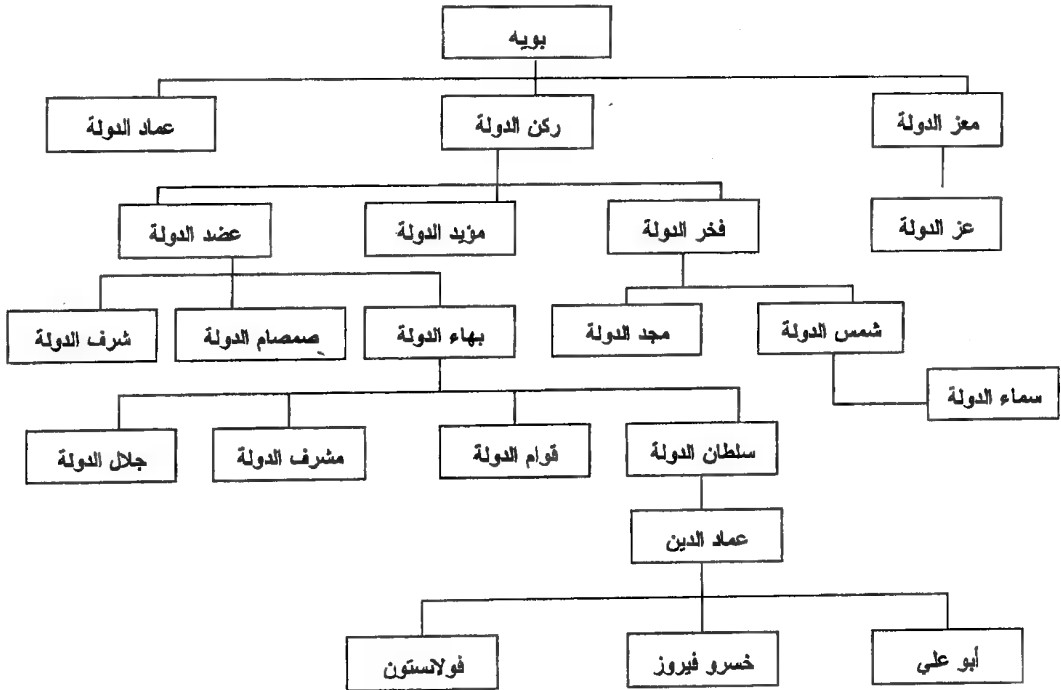 بويه
معز الدولة
ركن الدولة
عماد الدولة
عز الدولة
فخر الدولة
مؤيد الدولة
عضد الدولة
شمس الدولة
مجد الدولة
بهاء الدولة
صمصام الدولة
شرف الدولة
سماء الدولة
سلطان الدولة
قوام الدولة
مشرف الدولة
جلال الدولة
عماد الدين
أبو علي
خسرو فيروز
فولانستون